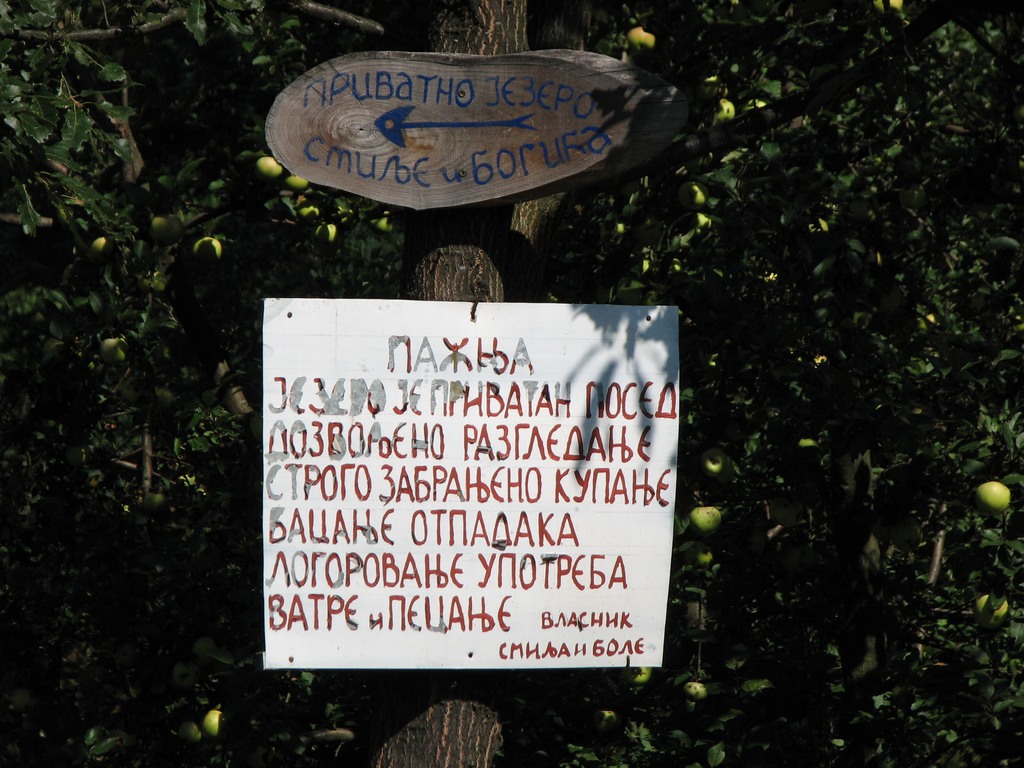 ПРИВАТНО ЈЕЗЕРО
СМИЉЕ и БОГИЋА
ПАЖЊА
ЈЕЗЕРО ЈЕ ПРИВАТАН ПОСЕД
ДОЗВОЉЕНО РАЗГЛЕДАЊЕ
СТРОГО ЗАБРАЊЕНО КУПАЊЕ
БАЦАЊЕ ОТПАДАКА
ЛОГОРОВАЊЕ УПОТРЕБА
ВАТРЕ и ПЕЦАЊЕ ВЛАСНИК
СМИЉА И БОЛЕ